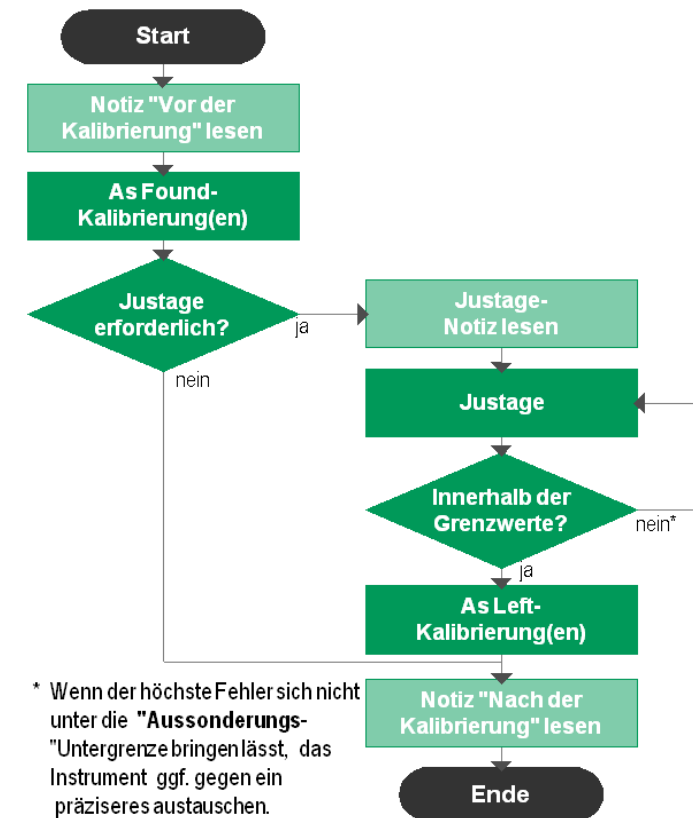 Start
Notiz "Vor der
Kalibrierung" lesen
As Found-
Kalibrierung(en)
Justage
erforderlich?
ja
nein
Justage-
Notiz lesen
Justage
Innerhalb der
Grenzwerte?
nein*
ja
As Left-
Kalibrierung(en)
Notiz "Nach der
Kalibrierung" lesen
Ende
* Wenn der höchste Fehler sich nicht
unter die "Aussonderungs-
"Untergrenze bringen lässt, das
Instrument ggf. gegen ein
präziseres austauschen.